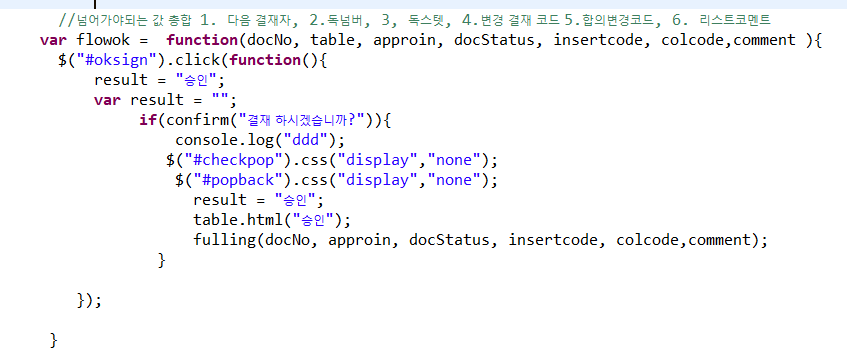 //넘어가야되는 값 총합 1. 다음 결재자, 2.독넘버, 3, 독스텟, 4.변경 결재 코드 5.합의변경코드, 6. 리스트코멘트
var flowok =  function(docNo, table, approin, docStatus, insertcode, colcode,comment ){
$("#oksign").click(function(){
result = "승인";
var result = "";
if(confirm("결재 하시겠습니까?")){
console.log("ddd");
$("#checkpop").css("display","none");
$("#popback").css("display","none");
result = "승인";
table.html("승인");
fulling(docNo, approin, docStatus, insertcode, colcode,comment);
}
});
}